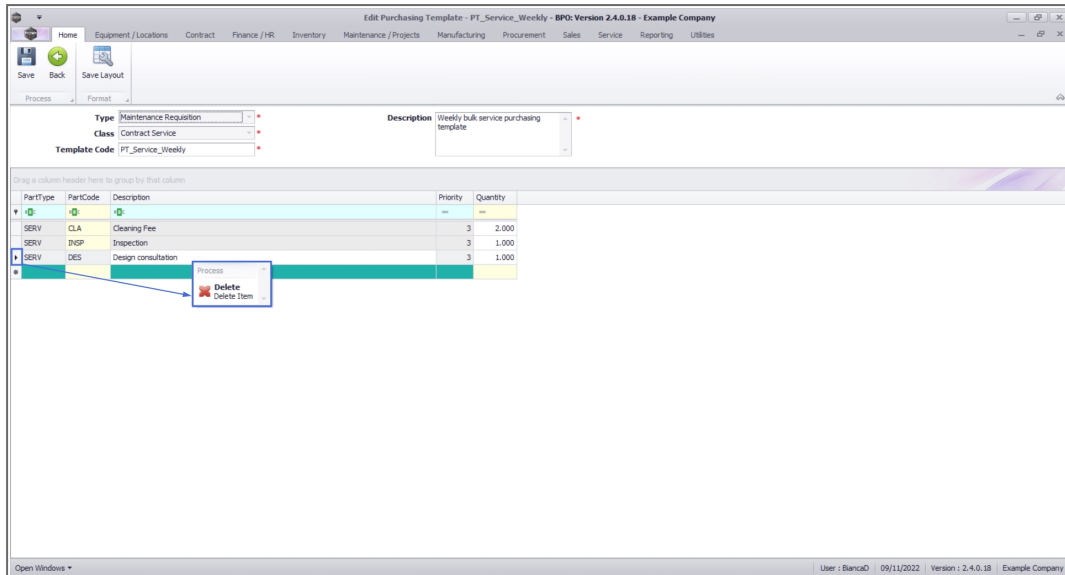 Edit Purchasing Template - PT_Service_Weekly - BPO: Version 2.4.0.18 - Example Company
Home Equipment / Locations Contract Finance / HR Inventory Maintenance / Projects Manufacturing Procurement Sales Service Reporting Utilities
Save Back Save Layout
Process Format
Type Maintenance Requisition *
Class Contract Service *
Template Code PT_Service_Weekly *
Description Weekly bulk service purchasing *
template
Drag a column header here to group by that column
PartType PartCode Description Priority Quantity
SERV CLA Cleaning Fee 3 2.000
SERV INSP Inspection 3 1.000
SERV DES Design consultation 3 1.000
Process
Delete
Delete Item
Open Windows User : BiancaD 09/11/2022 Version : 2.4.0.18 Example Company